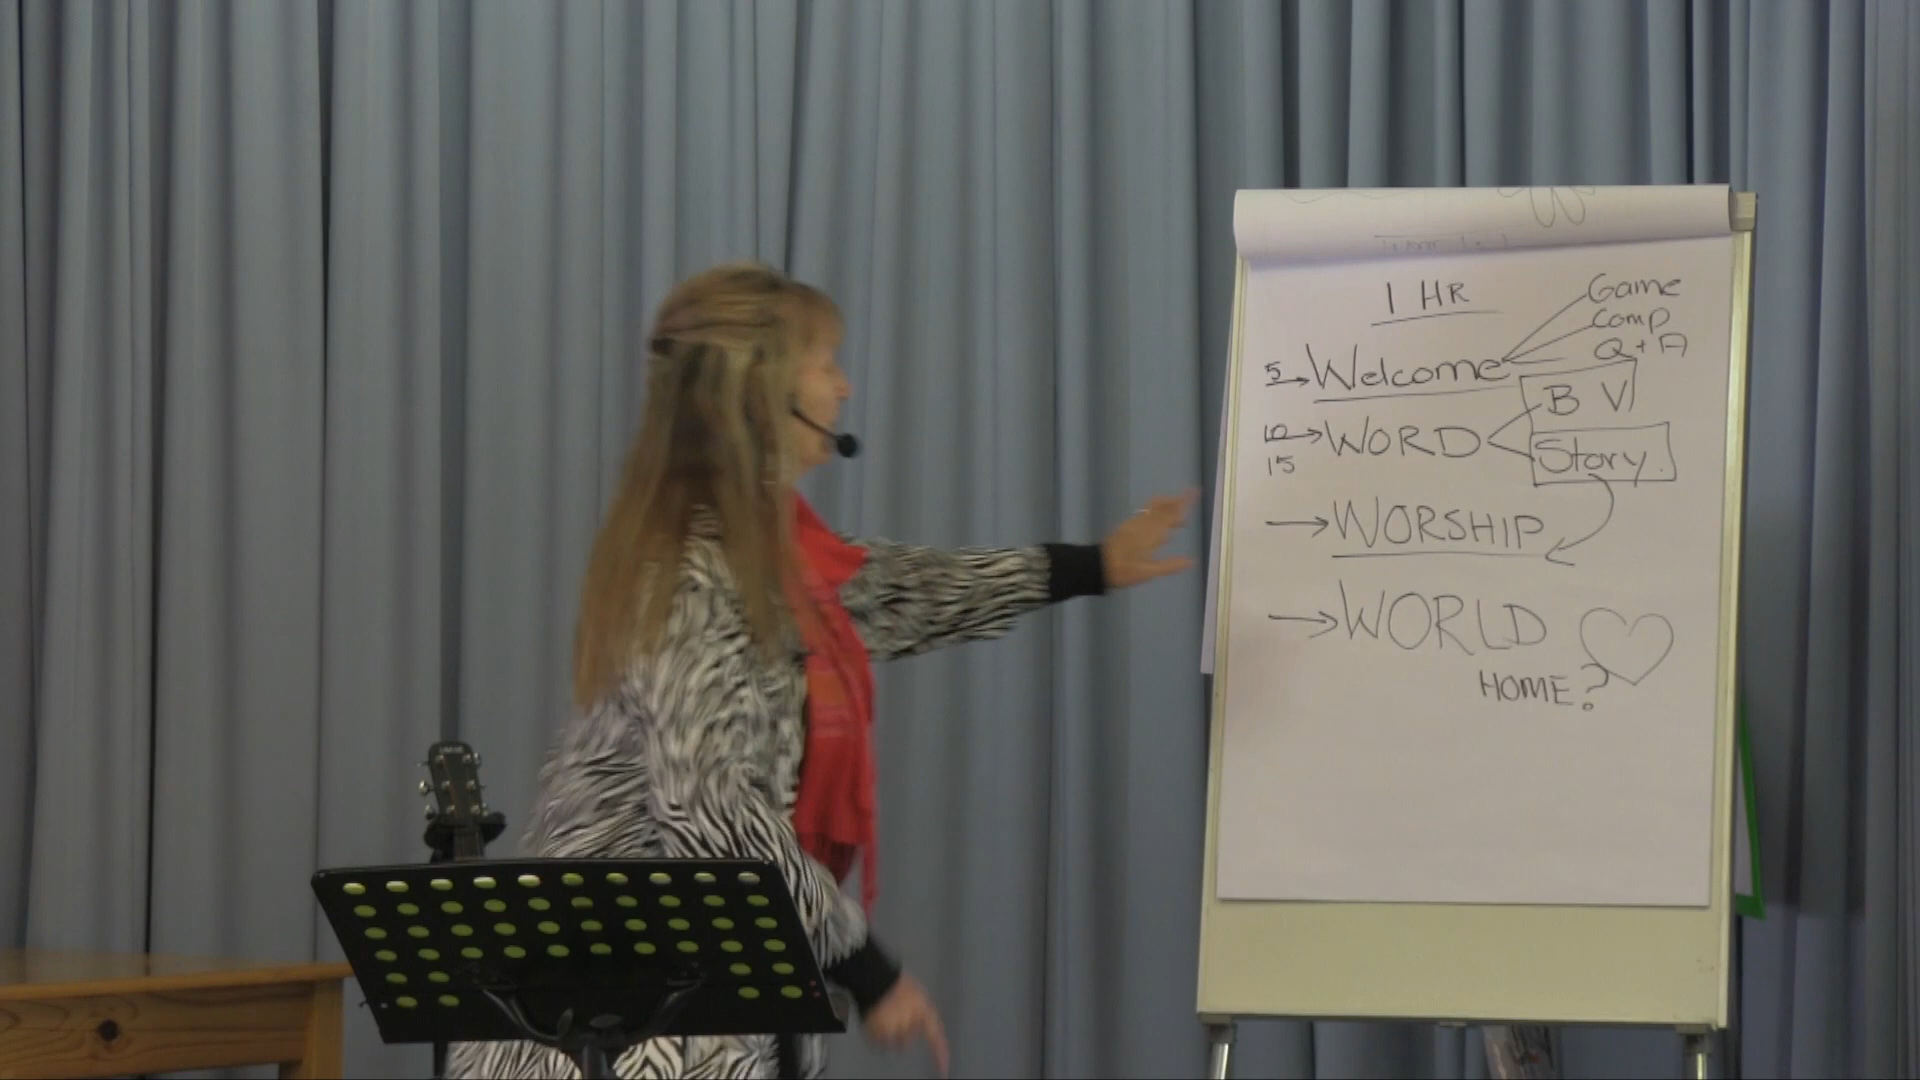 1 HR
Game
Comp
Q + A
5 → Welcome
B V
10 → WORD
15
Story.
→ WORSHIP
→ WORLD
HOME?